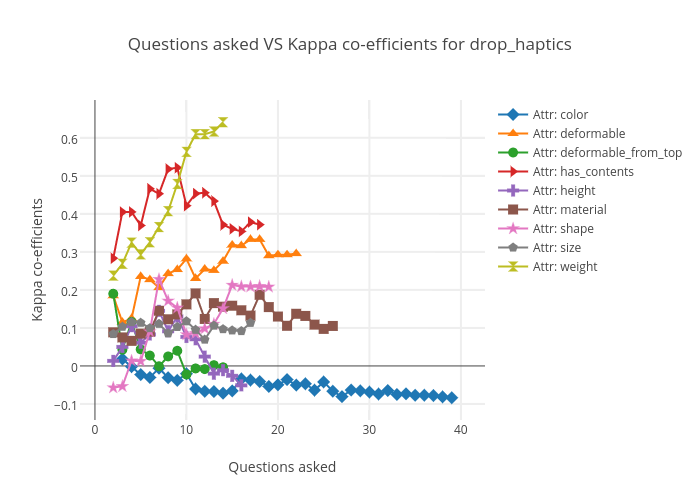 Questions asked VS Kappa co-efficients for drop_haptics
Attr: color
Attr: deformable
Attr: deformable_from_top
Attr: has_contents
Attr: height
Attr: material
Attr: shape
Attr: size
Attr: weight
Kappa co-efficients
0.6
0.5
0.4
0.3
0.2
0.1
0
−0.1
0
10
20
30
40
Questions asked